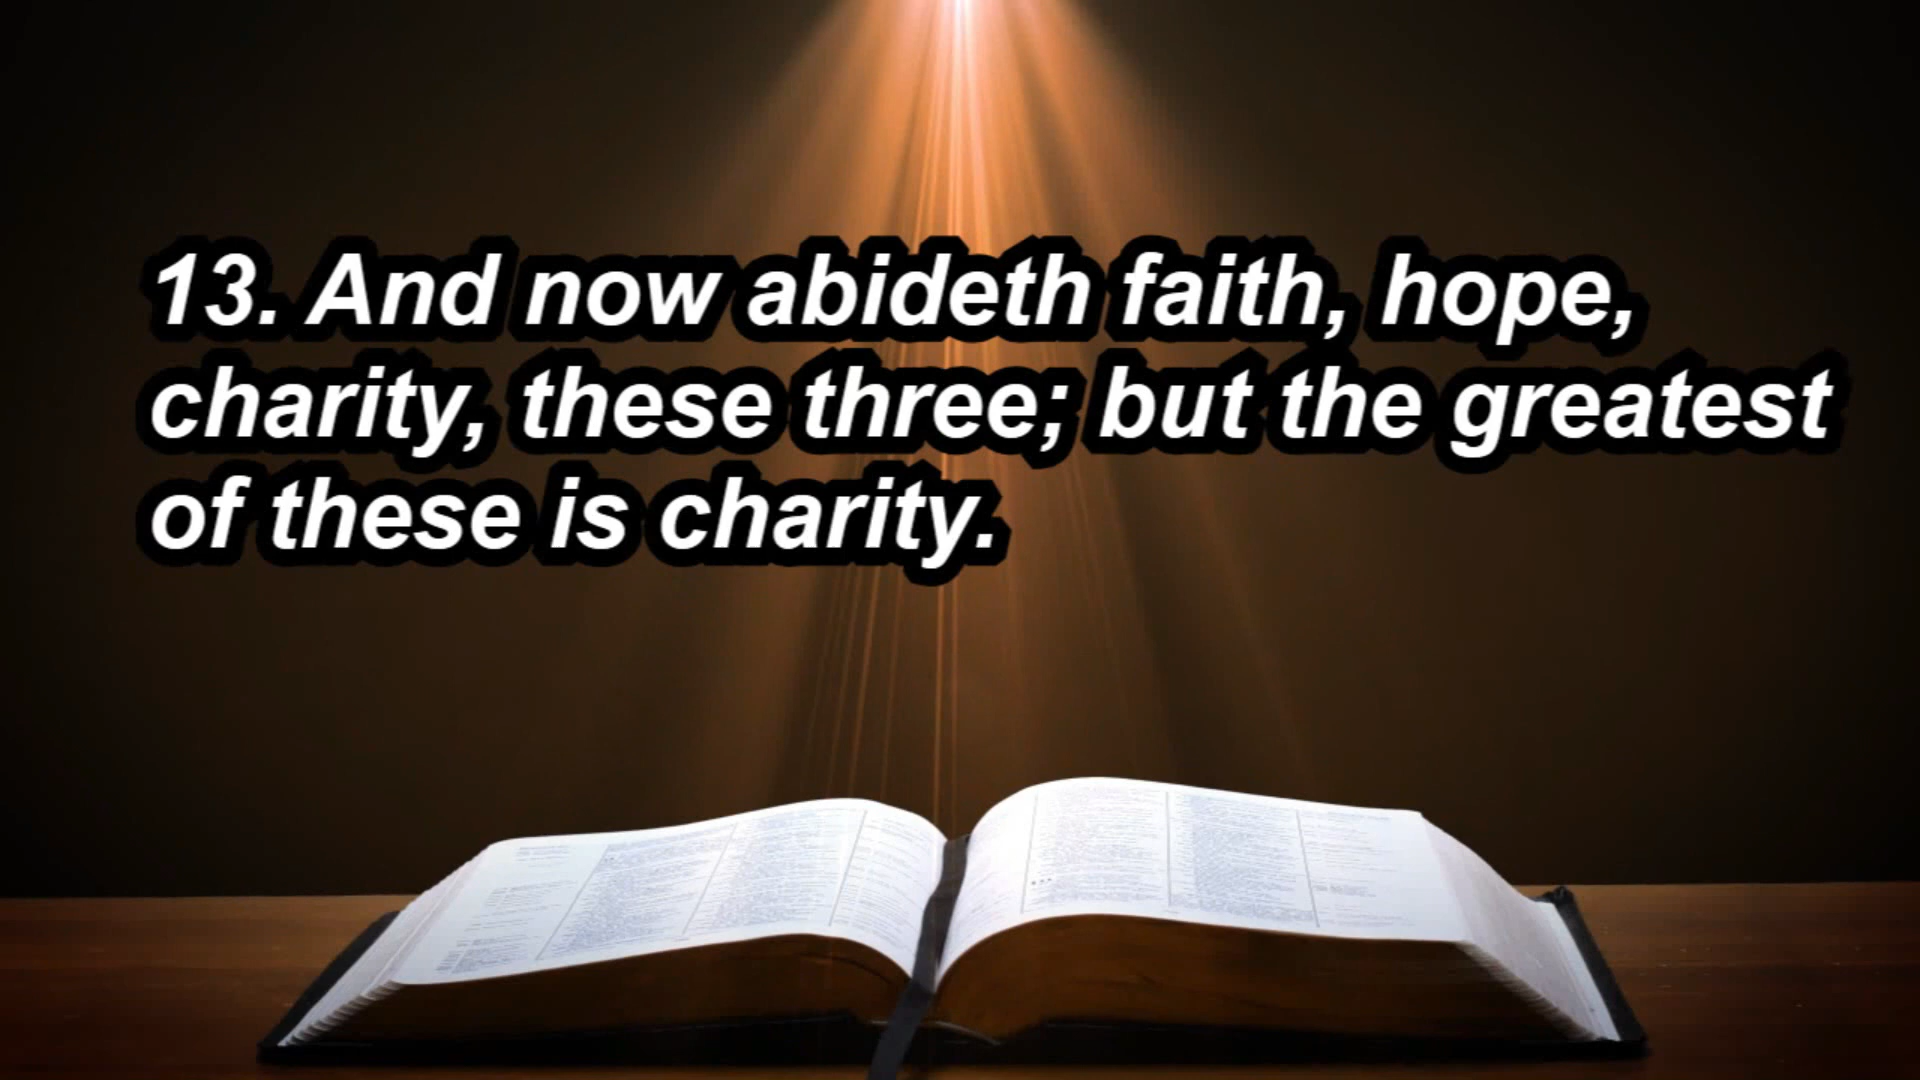 13. And now abideth faith, hope,
charity, these three; but the greatest
of these is charity.